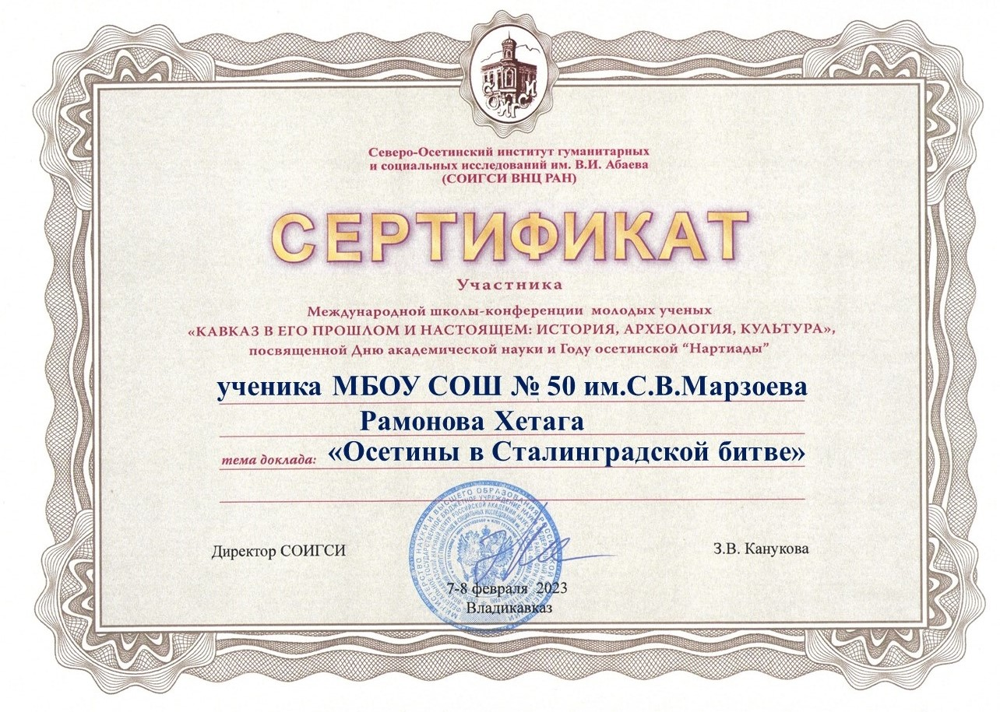 СОИГСИ
Северо-Осетинский институт гуманитарных
и социальных исследований им. В.И. Абаева
(СОИГСИ ВНЦ РАН)
СЕРТИФИКАТ
Участника
Международной школы-конференции молодых ученых
«КАВКАЗ В ЕГО ПРОШЛОМ И НАСТОЯЩЕМ: ИСТОРИЯ, АРХЕОЛОГИЯ, КУЛЬТУРА»,
посвященной Дню академической науки и Году осетинской “Нартиады”
ученика МБОУ СОШ № 50 им.С.В.Марзоева
Рамонова Хетага
тема доклада: «Осетины в Сталинградской битве»
Директор СОИГСИ
З.В. Канукова
7-8 февраля 2023
Владикавказ